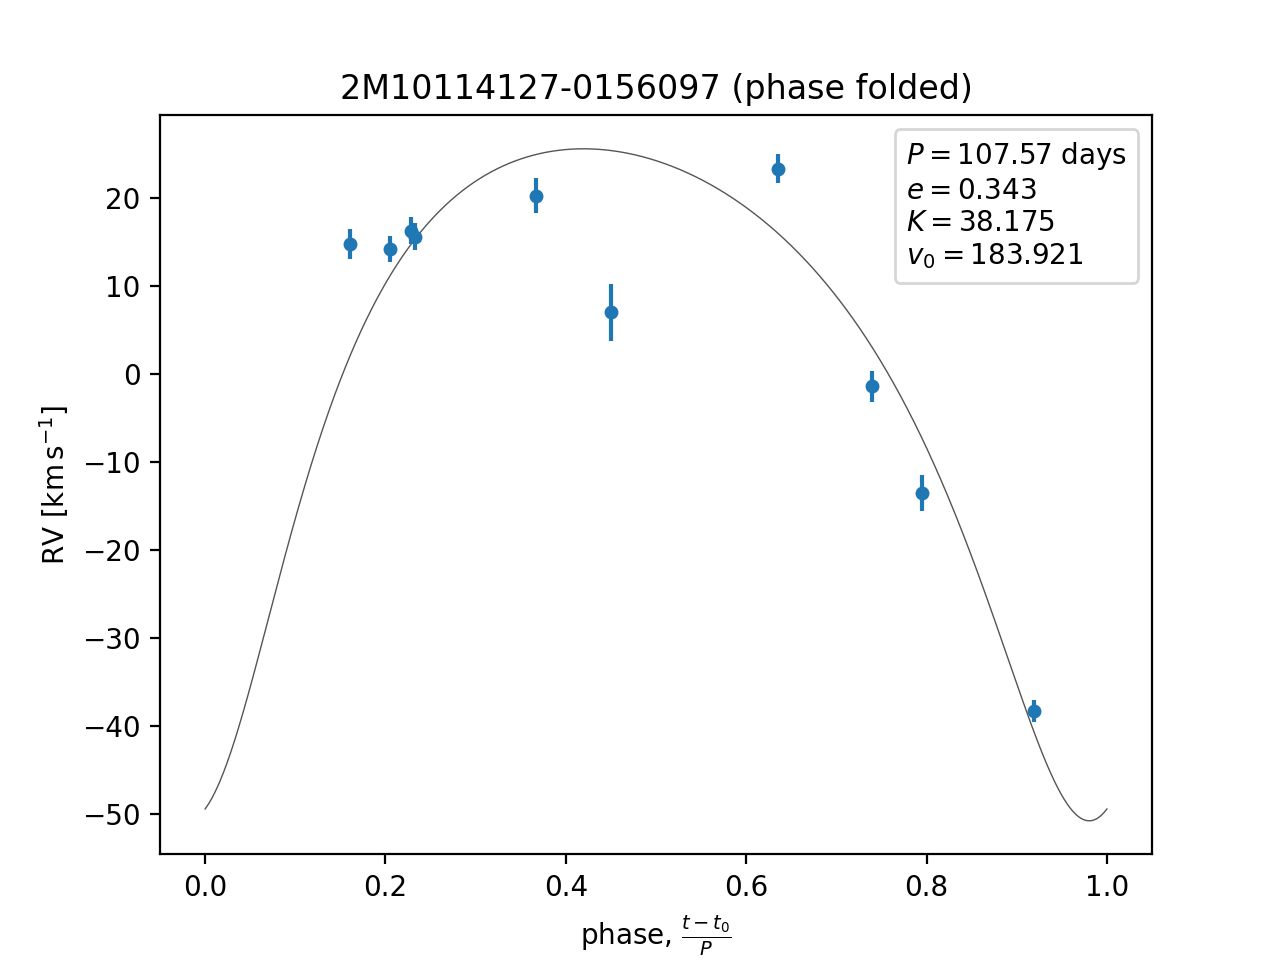 2M10114127-0156097 (phase folded)
P = 107.57 days
e = 0.343
K = 38.175
v₀ = 183.921
20
10
0
−10
−20
−30
−40
−50
RV [km s⁻¹]
0.0 0.2 0.4 0.6 0.8 1.0
phase, (t − t₀)/P